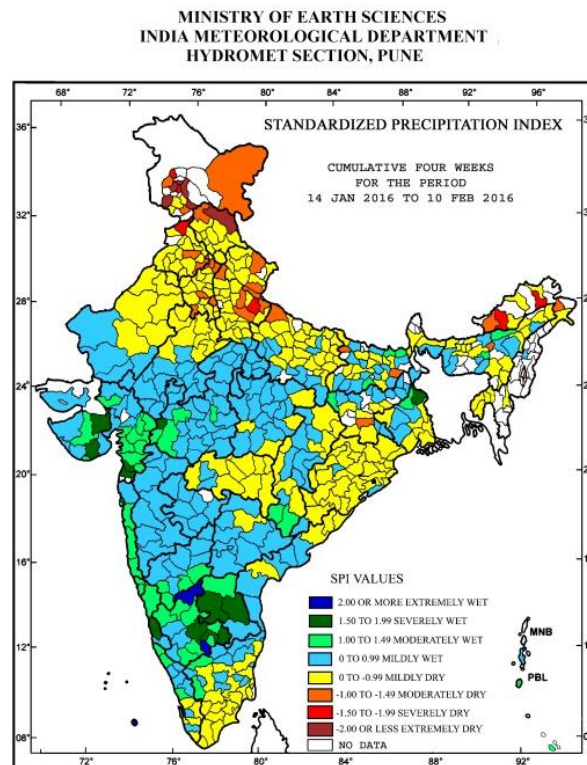 MINISTRY OF EARTH SCIENCES
INDIA METEOROLOGICAL DEPARTMENT
HYDROMET SECTION, PUNE
68° 72° 76° 80° 84° 88° 92° 96°
36°
STANDARDIZED PRECIPITATION INDEX
CUMULATIVE FOUR WEEKS
FOR THE PERIOD
14 JAN 2016 TO 10 FEB 2016
32°
28°
24°
20°
16°
12°
08°
SPI VALUES
2.00 OR MORE EXTREMELY WET
1.50 TO 1.99 SEVERELY WET
1.00 TO 1.49 MODERATELY WET
0 TO 0.99 MILDLY WET
0 TO -0.99 MILDLY DRY
-1.00 TO -1.49 MODERATELY DRY
-1.50 TO -1.99 SEVERELY DRY
-2.00 OR LESS EXTREMELY DRY
NO DATA
MNB
PBL
72° 76° 80° 84° 88° 92°